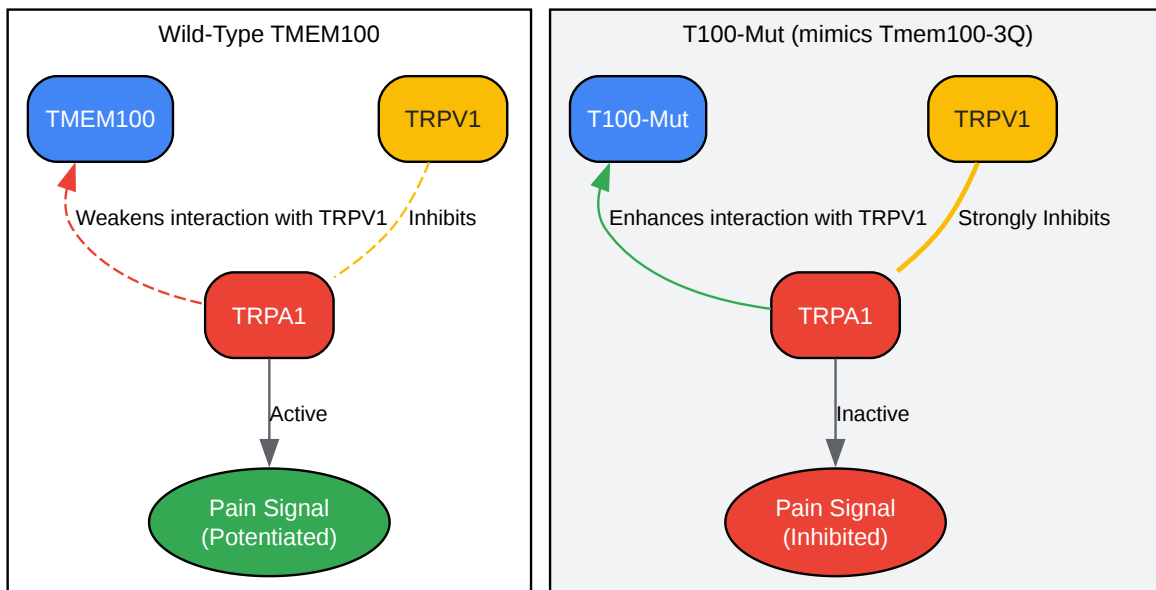 Wild-Type TMEM100
TMEM100
TRPV1
Weakens interaction with TRPV1
Inhibits
TRPA1
Active
Pain Signal
(Potentiated)
T100-Mut (mimics Tmem100-3Q)
T100-Mut
TRPV1
Enhances interaction with TRPV1
Strongly Inhibits
TRPA1
Inactive
Pain Signal
(Inhibited)